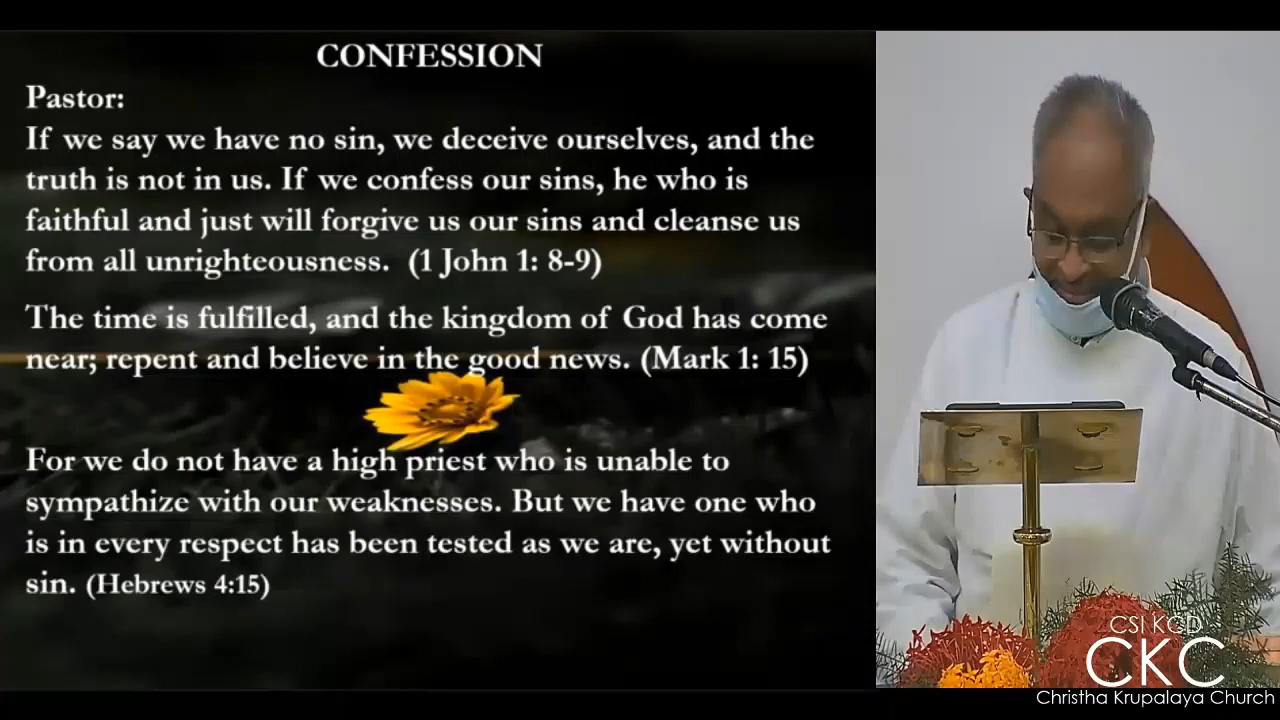 CONFESSION
Pastor:
If we say we have no sin, we deceive ourselves, and the
truth is not in us. If we confess our sins, he who is
faithful and just will forgive us our sins and cleanse us
from all unrighteousness. (1 John 1: 8-9)
The time is fulfilled, and the kingdom of God has come
near; repent and believe in the good news. (Mark 1: 15)
For we do not have a high priest who is unable to
sympathize with our weaknesses. But we have one who
is in every respect has been tested as we are, yet without
sin. (Hebrews 4:15)
CSI KCD
CKC
Christha Krupalaya Church